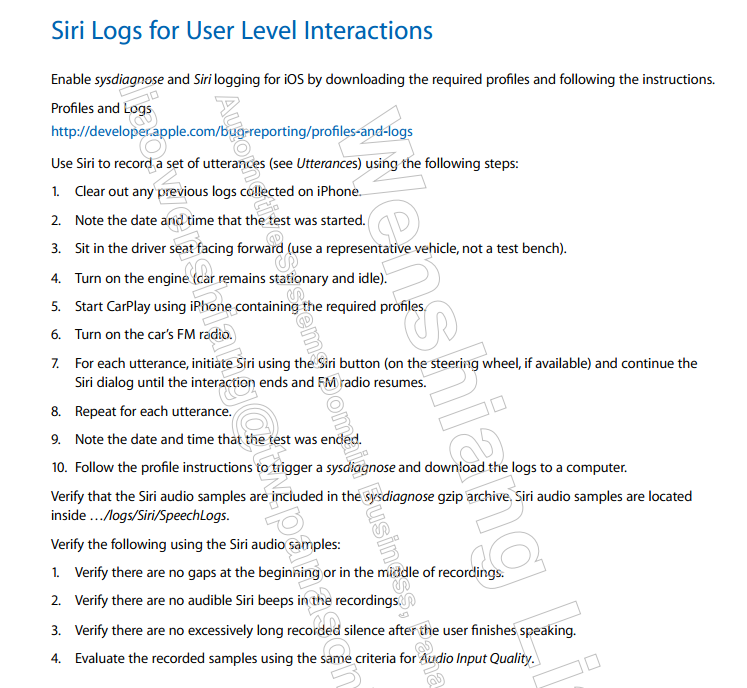 Siri Logs for User Level Interactions
Enable sysdiagnose and Siri logging for iOS by downloading the required profiles and following the instructions.
Profiles and Logs
http://developer.apple.com/bug-reporting/profiles-and-logs
Use Siri to record a set of utterances (see Utterances) using the following steps:
1. Clear out any previous logs collected on iPhone.
2. Note the date and time that the test was started.
3. Sit in the driver seat facing forward (use a representative vehicle, not a test bench).
4. Turn on the engine (car remains stationary and idle).
5. Start CarPlay using iPhone containing the required profiles.
6. Turn on the car's FM radio.
7. For each utterance, initiate Siri using the Siri button (on the steering wheel, if available) and continue the
Siri dialog until the interaction ends and FM radio resumes.
8. Repeat for each utterance.
9. Note the date and time that the test was ended.
10. Follow the profile instructions to trigger a sysdiagnose and download the logs to a computer.
Verify that the Siri audio samples are included in the sysdiagnose gzip archive. Siri audio samples are located
inside …/logs/Siri/SpeechLogs.
Verify the following using the Siri audio samples:
1. Verify there are no gaps at the beginning or in the middle of recordings.
2. Verify there are no audible Siri beeps in the recordings.
3. Verify there are no excessively long recorded silence after the user finishes speaking.
4. Evaluate the recorded samples using the same criteria for Audio Input Quality.
Wenshiang Li
Automotive Systems Domain Business, Pana
liao.wenshiang@tw.panason